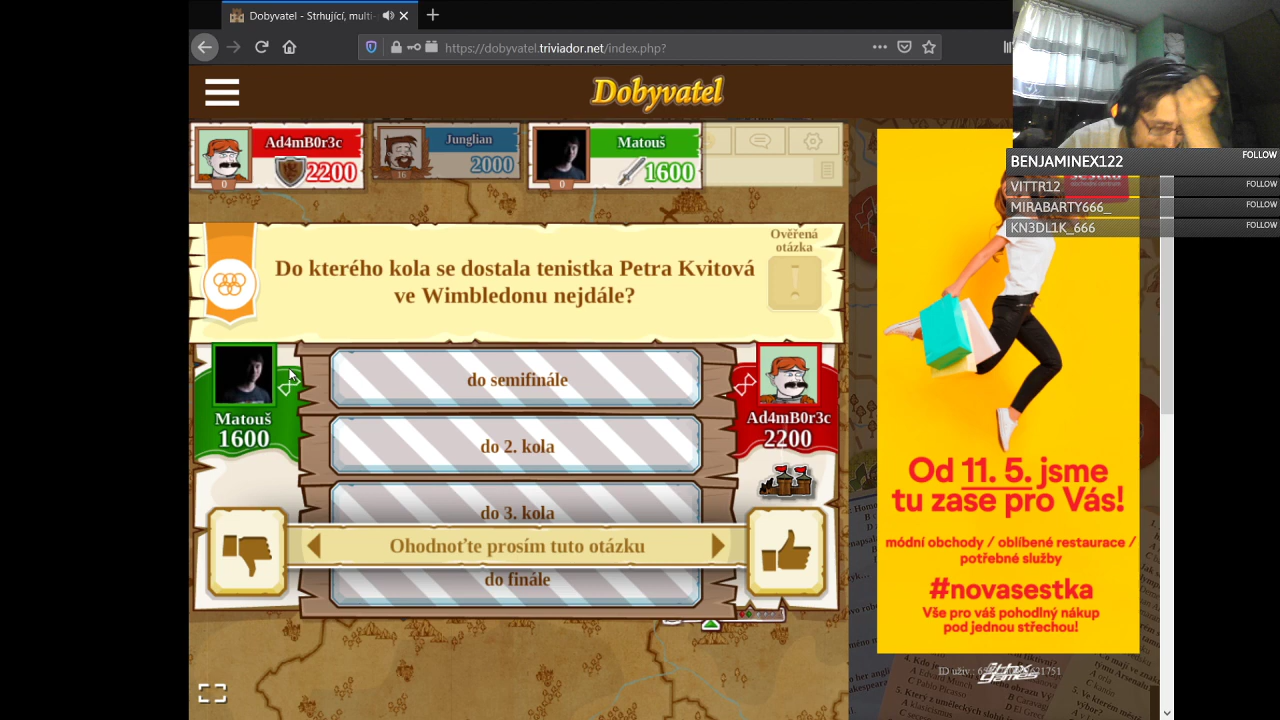 Dobyvatel - Strhující, multi-
https://dobyvatel.triviador.net/index.php?
Dobyvatel
Ad4mB0r3c
2200
0
Junglian
2000
16
Matouš
1600
0
BENJAMINEX122 FOLLOW
VITTR12 FOLLOW
MIRABARTY666_ FOLLOW
KN3DL1K_666 FOLLOW
Ověřená
otázka
Do kterého kola se dostala tenistka Petra Kvitová
ve Wimbledonu nejdále?
Matouš
1600
do semifinále
do 2. kola
do 3. kola
do finále
Ad4mB0r3c
2200
Ohodnoťte prosím tuto otázku
Od 11. 5. jsme
tu zase pro Vás!
módní obchody / oblíbené restaurace /
potřebné služby
#novasestka
Vše pro váš pohodlný nákup
pod jednou střechou!